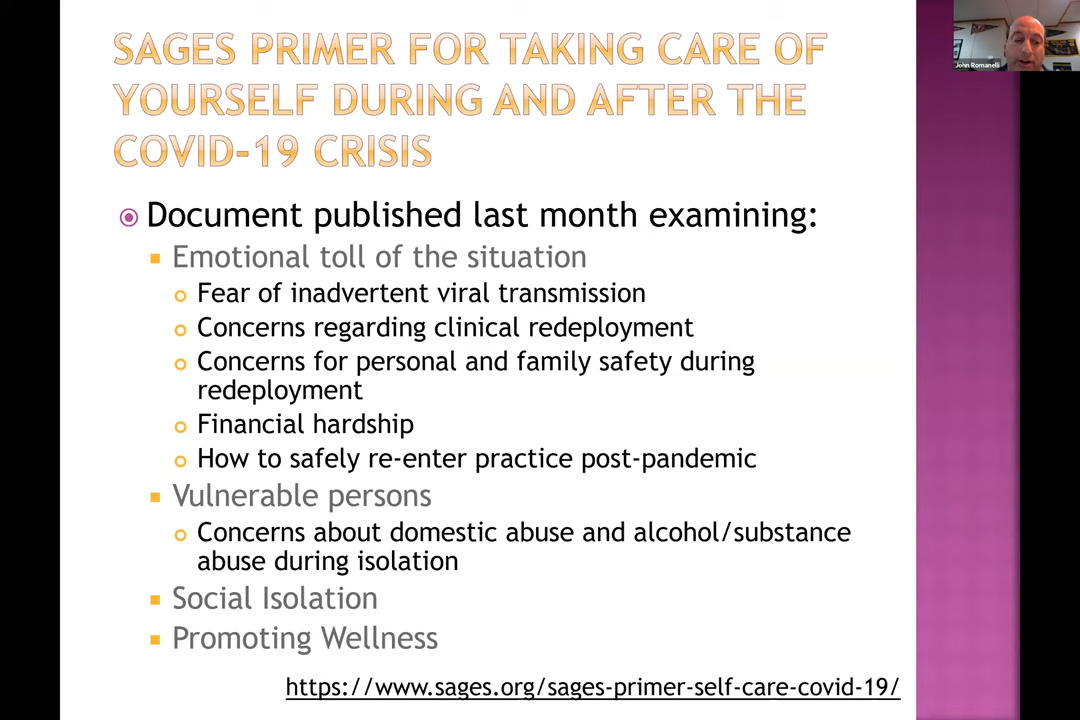 SAGES PRIMER FOR TAKING CARE OF
YOURSELF DURING AND AFTER THE
COVID-19 CRISIS
Document published last month examining:
Emotional toll of the situation
Fear of inadvertent viral transmission
Concerns regarding clinical redeployment
Concerns for personal and family safety during
redeployment
Financial hardship
How to safely re-enter practice post-pandemic
Vulnerable persons
Concerns about domestic abuse and alcohol/substance
abuse during isolation
Social Isolation
Promoting Wellness
https://www.sages.org/sages-primer-self-care-covid-19/
John Romanelli